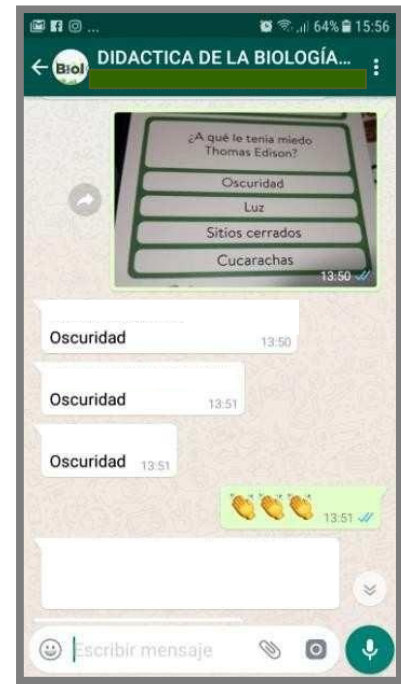 ... 64% 15:56
Biol DIDACTICA DE LA BIOLOGÍA...
¿A qué le tenía miedo
Thomas Edison?
Oscuridad
Luz
Sitios cerrados
Cucarachas
13:50
Oscuridad 13:50
Oscuridad 13:51
Oscuridad 13:51
13:51
Escribir mensaje